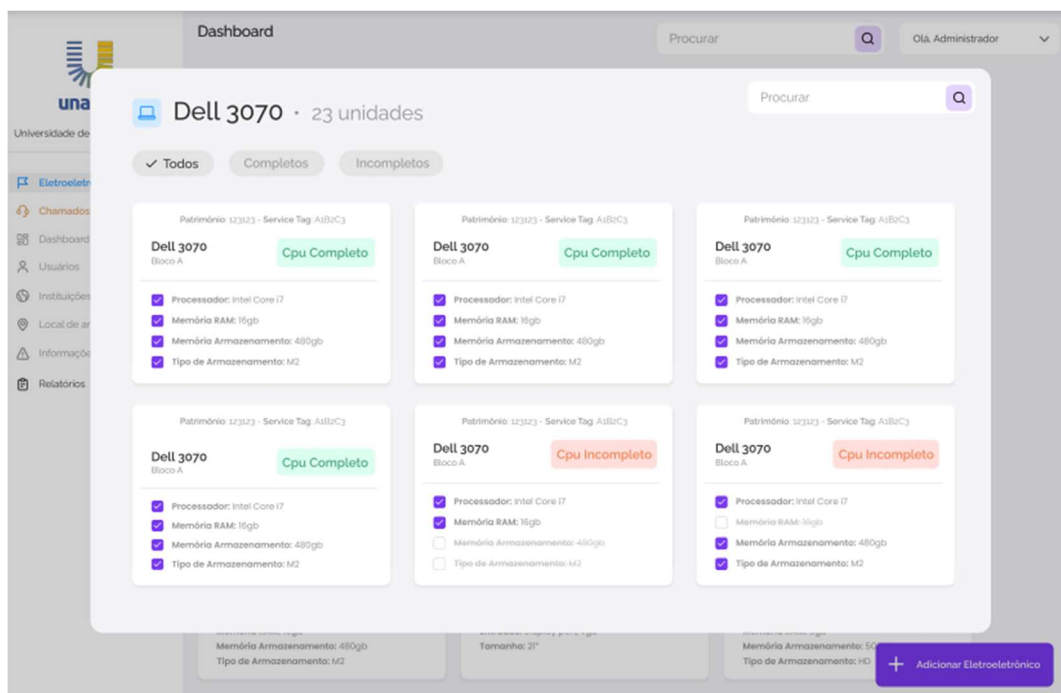 Dashboard
Procurar
Olá, Administrador
una
Universidade de
Eletroeletr
Chamados
Dashboard
Usuários
Instituições
Local de ar
Informaçõe
Relatórios
Dell 3070 · 23 unidades
Procurar
Todos
Completos
Incompletos
Patrimônio: 123123 - Service Tag: A1B2C3
Dell 3070
Bloco A
Cpu Completo
Processador: Intel Core i7
Memória RAM: 16gb
Memória Armazenamento: 480gb
Tipo de Armazenamento: M2
Patrimônio: 123123 - Service Tag: A1B2C3
Dell 3070
Bloco A
Cpu Completo
Processador: Intel Core i7
Memória RAM: 16gb
Memória Armazenamento: 480gb
Tipo de Armazenamento: M2
Patrimônio: 123123 - Service Tag: A1B2C3
Dell 3070
Bloco A
Cpu Completo
Processador: Intel Core i7
Memória RAM: 16gb
Memória Armazenamento: 480gb
Tipo de Armazenamento: M2
Patrimônio: 123123 - Service Tag: A1B2C3
Dell 3070
Bloco A
Cpu Completo
Processador: Intel Core i7
Memória RAM: 16gb
Memória Armazenamento: 480gb
Tipo de Armazenamento: M2
Patrimônio: 123123 - Service Tag: A1B2C3
Dell 3070
Bloco A
Cpu Incompleto
Processador: Intel Core i7
Memória RAM: 16gb
Memória Armazenamento: 480gb
Tipo de Armazenamento: M2
Patrimônio: 123123 - Service Tag: A1B2C3
Dell 3070
Bloco A
Cpu Incompleto
Processador: Intel Core i7
Memória RAM: 16gb
Memória Armazenamento: 480gb
Tipo de Armazenamento: M2
Memória Armazenamento: 480gb
Tipo de Armazenamento: M2
Tamanho: 21"
Memória Armazenamento: 50
Tipo de Armazenamento: HD
Adicionar Eletroeletrônico